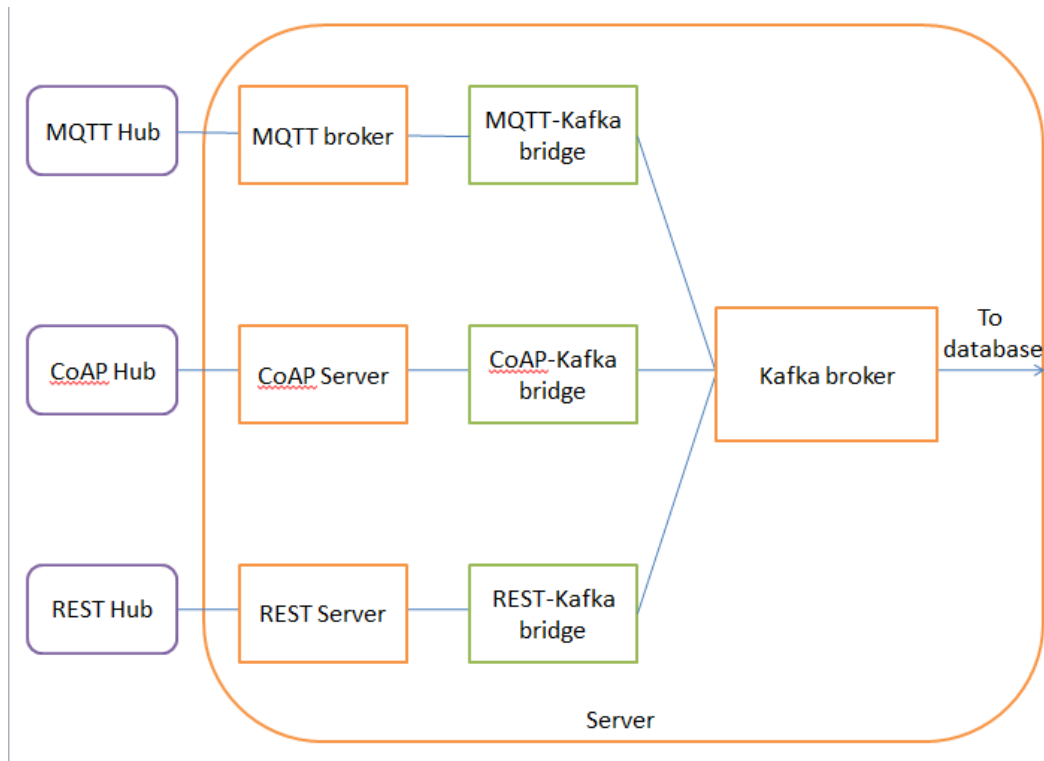 MQTT Hub
MQTT broker
MQTT-Kafka
bridge
CoAP Hub
CoAP Server
CoAP-Kafka
bridge
Kafka broker
To
database
REST Hub
REST Server
REST-Kafka
bridge
Server